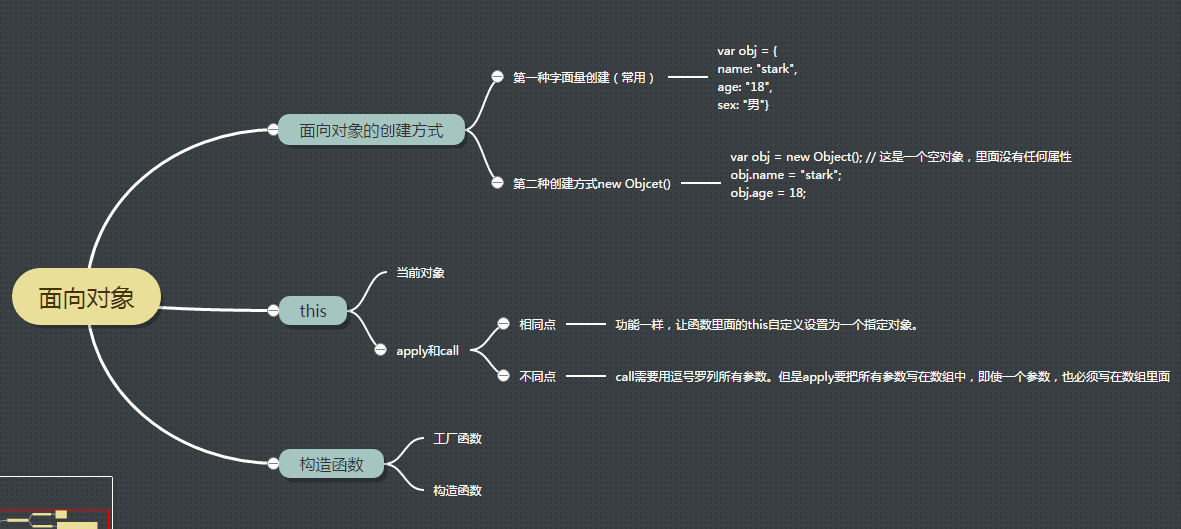 面向对象
面向对象的创建方式
第一种字面量创建（常用）
var obj = {
name: "stark",
age: "18",
sex: "男"}
第二种创建方式new Objcet()
var obj = new Object(); // 这是一个空对象，里面没有任何属性
obj.name = "stark";
obj.age = 18;
this
当前对象
apply和call
相同点
功能一样，让函数里面的this自定义设置为一个指定对象。
不同点
call需要用逗号罗列所有参数。但是apply要把所有参数写在数组中，即使一个参数，也必须写在数组里面
构造函数
工厂函数
构造函数